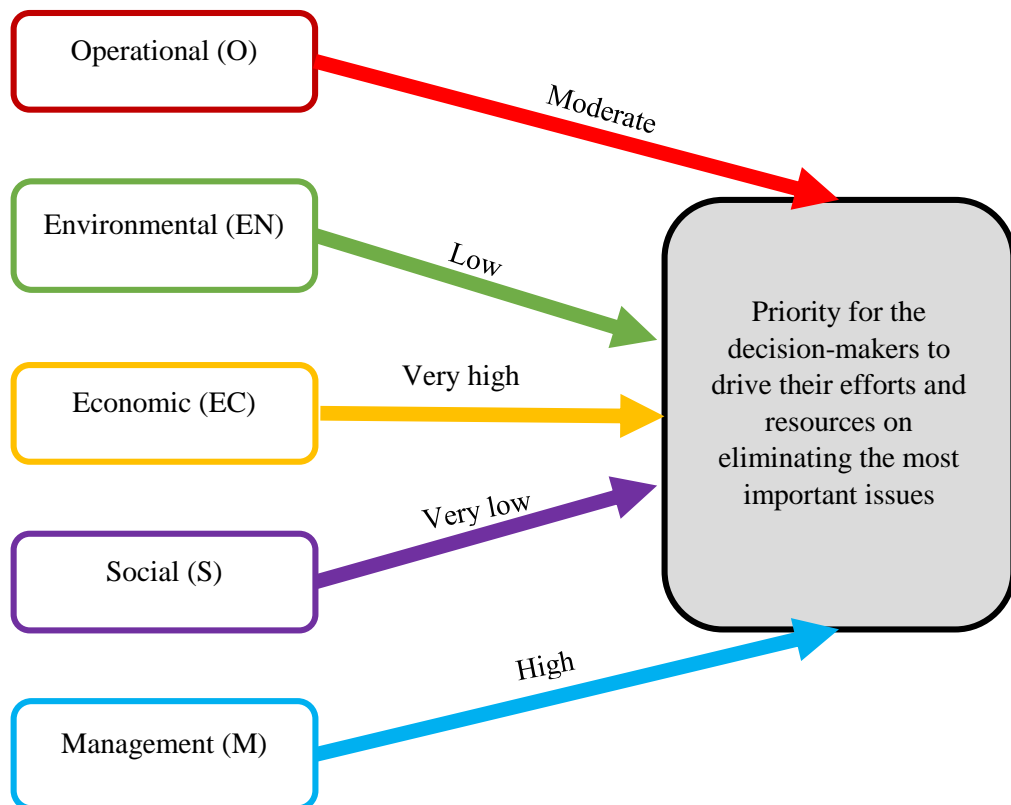 Operational (O)
Moderate
Environmental (EN)
Low
Economic (EC)
Very high
Social (S)
Very low
Management (M)
High
Priority for the
decision-makers to
drive their efforts and
resources on
eliminating the most
important issues